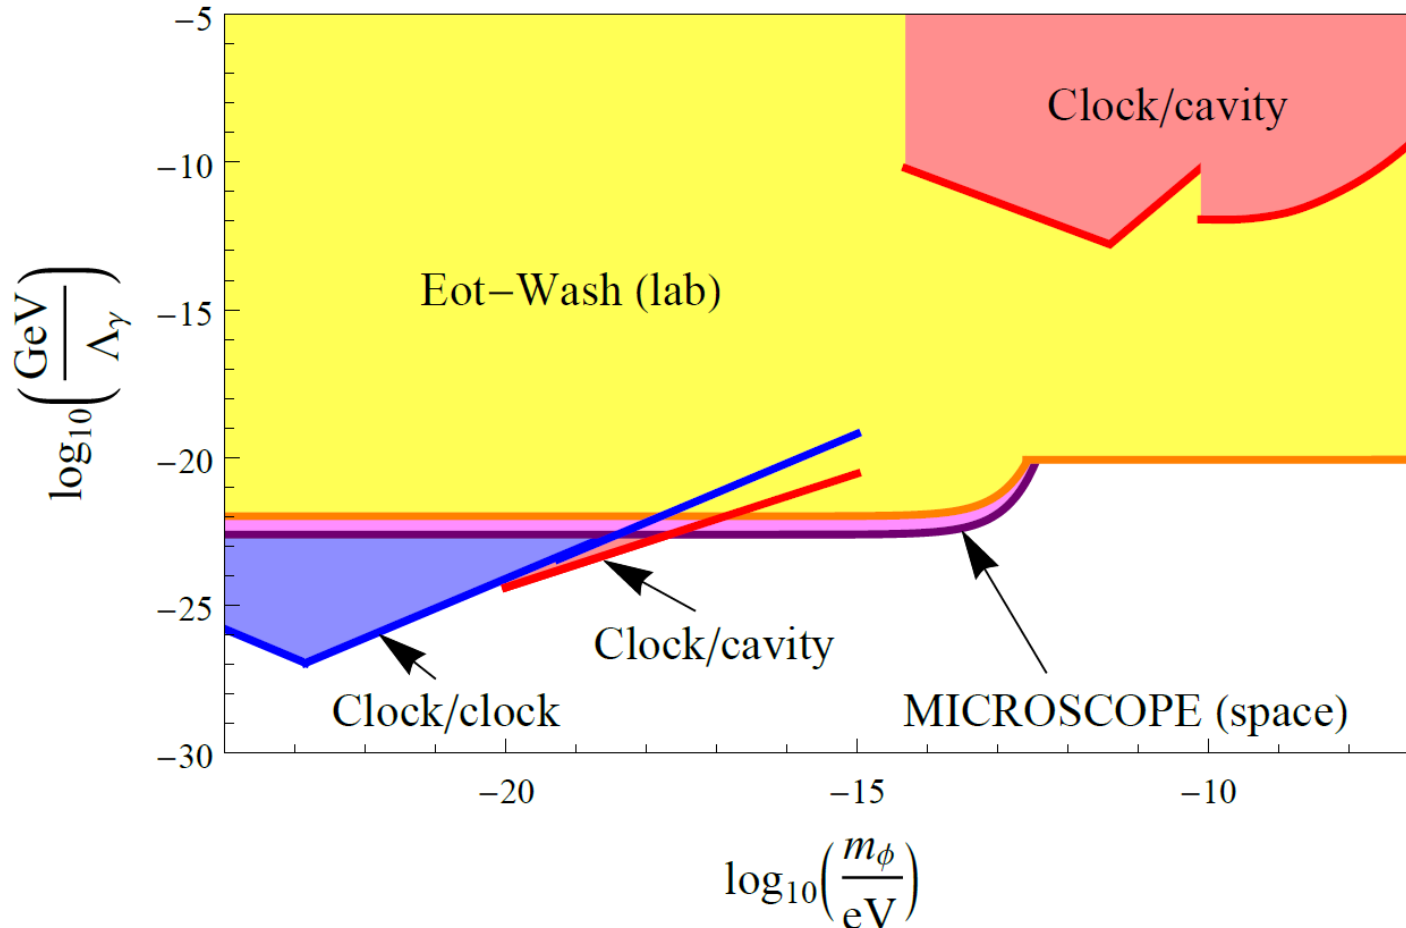 −5
Clock/cavity
−10
Eot−Wash (lab)
−15
log₁₀(GeV/Λᵧ)
−20
−25
Clock/cavity
Clock/clock
MICROSCOPE (space)
−30
−20 −15 −10
log₁₀(m_ϕ/eV)